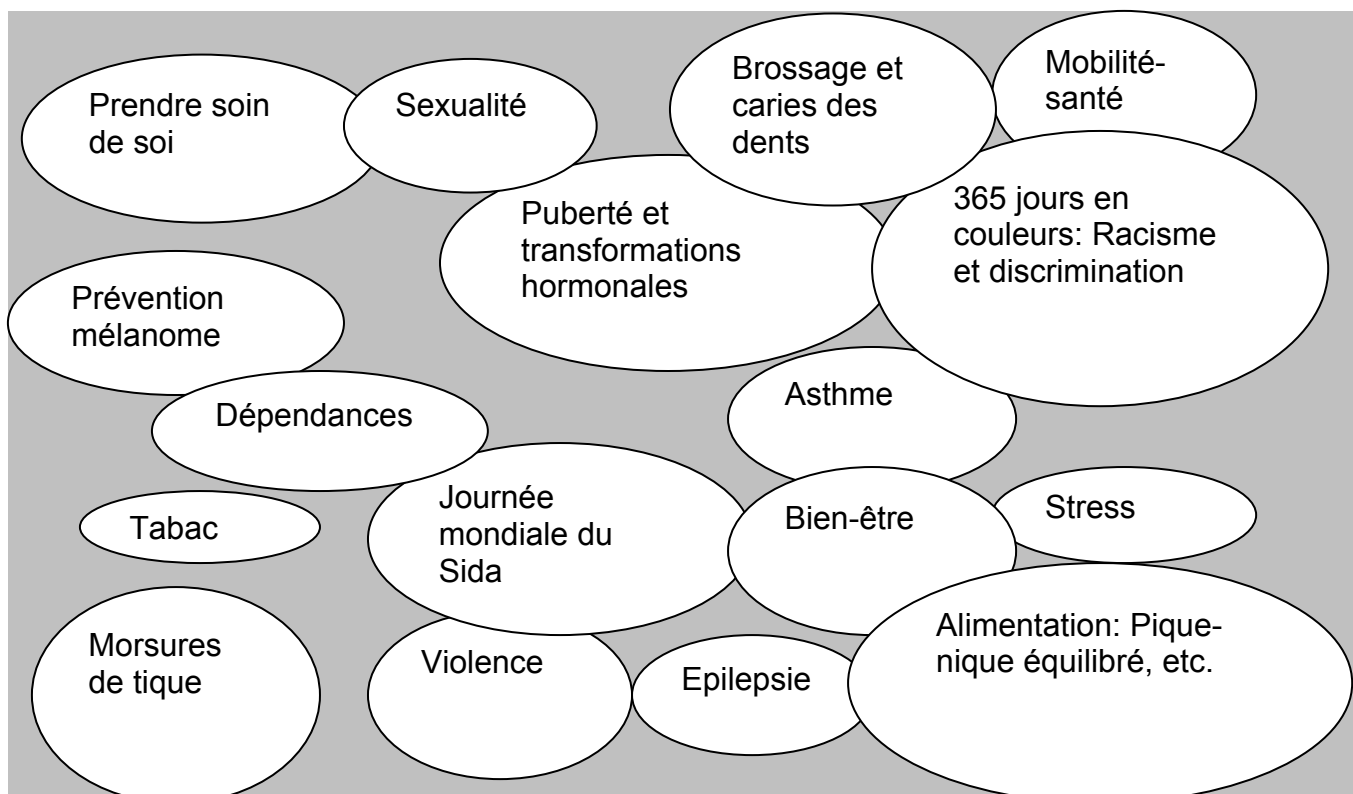 Prendre soin
de soi
Sexualité
Brossage et
caries des
dents
Mobilité-
santé
Puberté et
transformations
hormonales
365 jours en
couleurs: Racisme
et discrimination
Prévention
mélanome
Dépendances
Asthme
Tabac
Journée
mondiale du
Sida
Bien-être
Stress
Morsures
de tique
Violence
Epilepsie
Alimentation: Pique-
nique équilibré, etc.